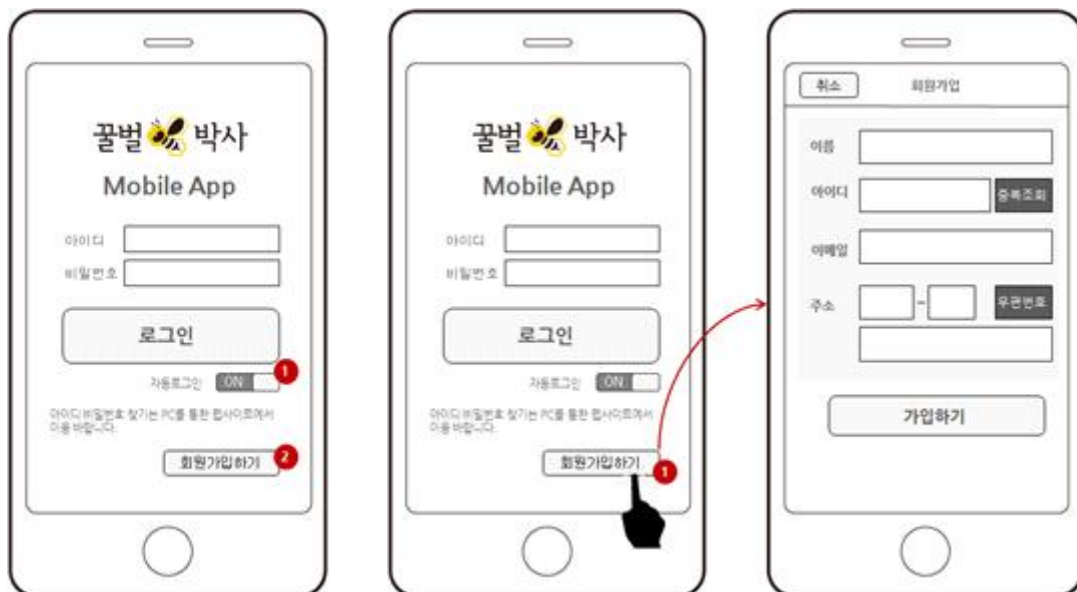 꿀벌 박사
Mobile App
아이디
비밀번호
로그인
자동로그인 ON
1
아이디 비밀번호 찾기는 PC를 통한 웹사이트에서
이용 바랍니다.
회원가입하기
2
꿀벌 박사
Mobile App
아이디
비밀번호
로그인
자동로그인 ON
아이디 비밀번호 찾기는 PC를 통한 웹사이트에서
이용 바랍니다.
회원가입하기
1
취소 회원가입
이름
아이디 중복조회
이메일
주소 - 우편번호
가입하기